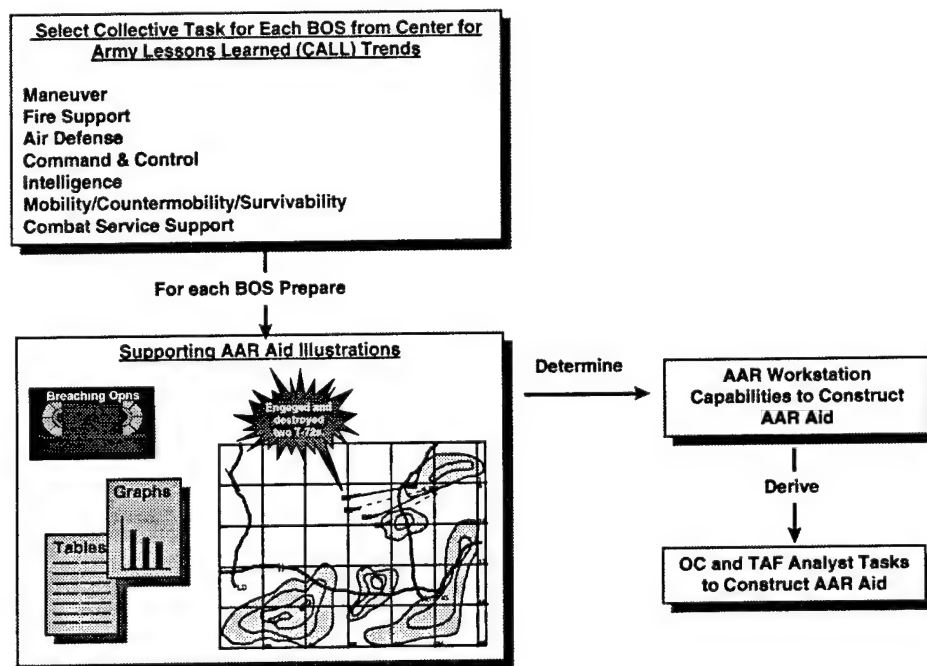 Select Collective Task for Each BOS from Center for
Army Lessons Learned (CALL) Trends
Maneuver
Fire Support
Air Defense
Command & Control
Intelligence
Mobility/Countermobility/Survivability
Combat Service Support
For each BOS Prepare
Supporting AAR Aid Illustrations
Breaching Opns
Engaged and
destroyed
two T-72s
Graphs
Tables
LD
Determine
AAR Workstation
Capabilities to Construct
AAR Aid
Derive
OC and TAF Analyst Tasks
to Construct AAR Aid